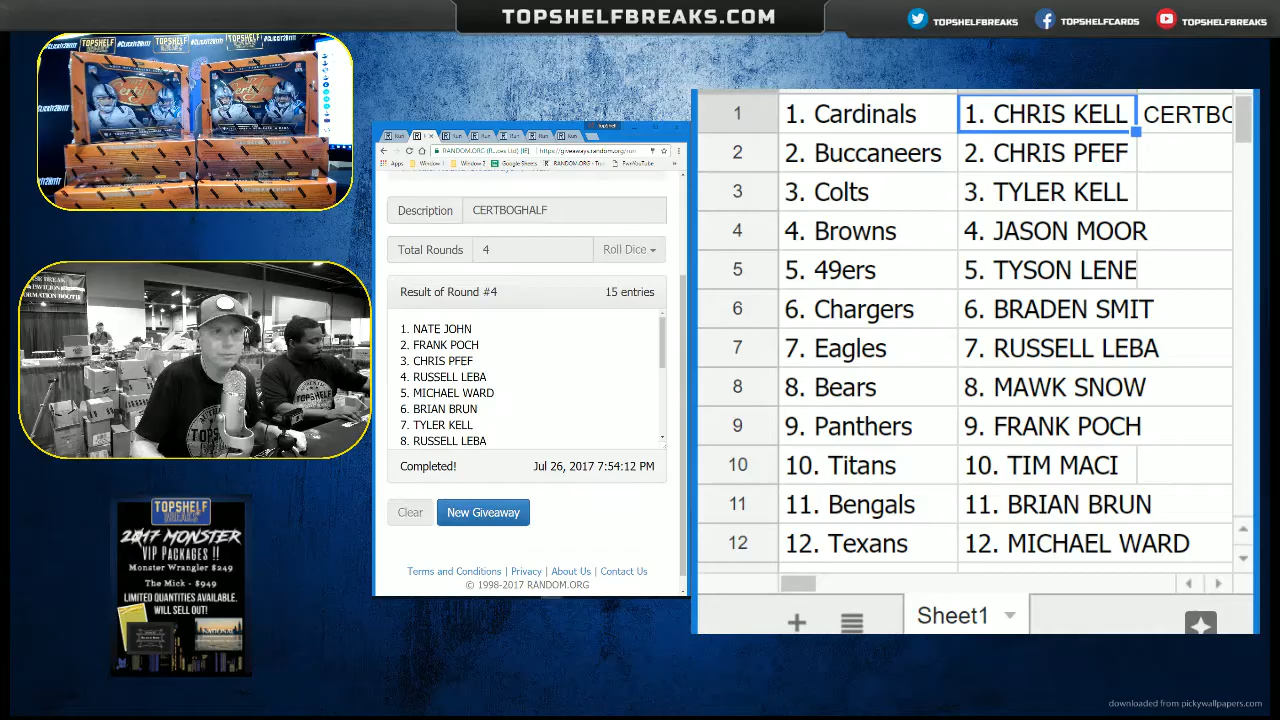 TOPSHELFBREAKS.COM
TOPSHELFBREAKS
TOPSHELFCARDS
TOPSHELFBREAKS
Description CERTBOGHALF
Total Rounds 4 Roll Dice
Result of Round #4 15 entries
1. NATE JOHN
2. FRANK POCH
3. CHRIS PFEF
4. RUSSELL LEBA
5. MICHAEL WARD
6. BRIAN BRUN
7. TYLER KELL
8. RUSSELL LEBA
Completed! Jul 26, 2017 7:54:12 PM
Clear New Giveaway
Terms and Conditions | Privacy | About Us | Contact Us
© 1998-2017 RANDOM.ORG
1 1. Cardinals 1. CHRIS KELL CERTBO
2 2. Buccaneers 2. CHRIS PFEF
3 3. Colts 3. TYLER KELL
4 4. Browns 4. JASON MOOR
5 5. 49ers 5. TYSON LENE
6 6. Chargers 6. BRADEN SMIT
7 7. Eagles 7. RUSSELL LEBA
8 8. Bears 8. MAWK SNOW
9 9. Panthers 9. FRANK POCH
10 10. Titans 10. TIM MACI
11 11. Bengals 11. BRIAN BRUN
12 12. Texans 12. MICHAEL WARD
Sheet1
TOPSHELF
BREAKS
2017 MONSTER
VIP PACKAGES !!
Monster Wrangler $249
The Mick - $949
LIMITED QUANTITIES AVAILABLE.
WILL SELL OUT!
downloaded from pickywallpapers.com